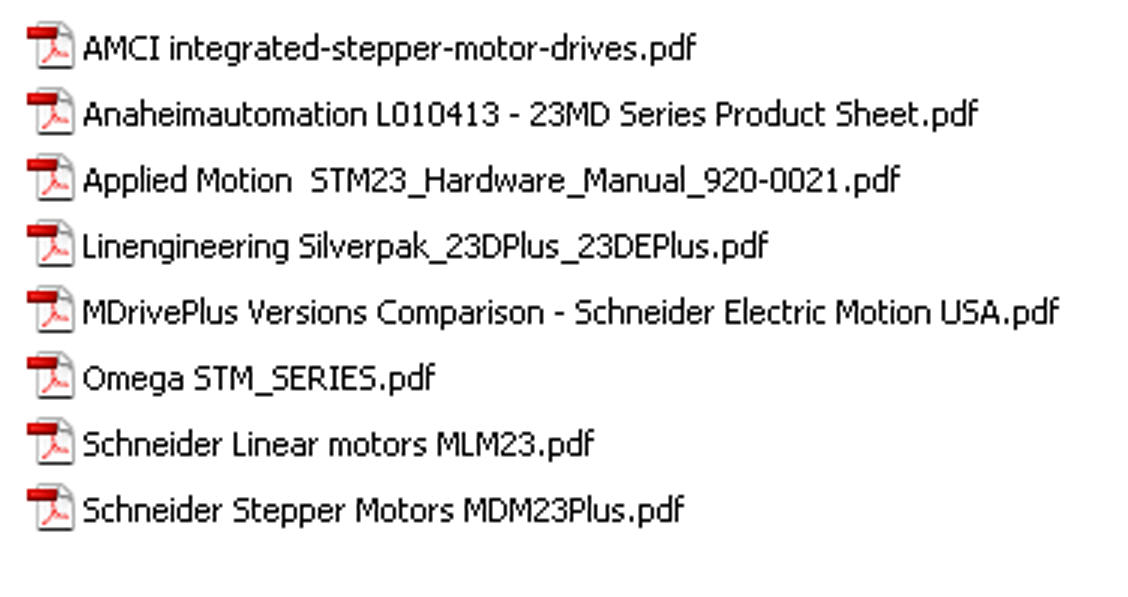 AMCI integrated-stepper-motor-drives.pdf
Anaheimautomation L010413 - 23MD Series Product Sheet.pdf
Applied Motion  STM23_Hardware_Manual_920-0021.pdf
Linengineering Silverpak_23DPlus_23DEPlus.pdf
MDrivePlus Versions Comparison - Schneider Electric Motion USA.pdf
Omega STM_SERIES.pdf
Schneider Linear motors MLM23.pdf
Schneider Stepper Motors MDM23Plus.pdf